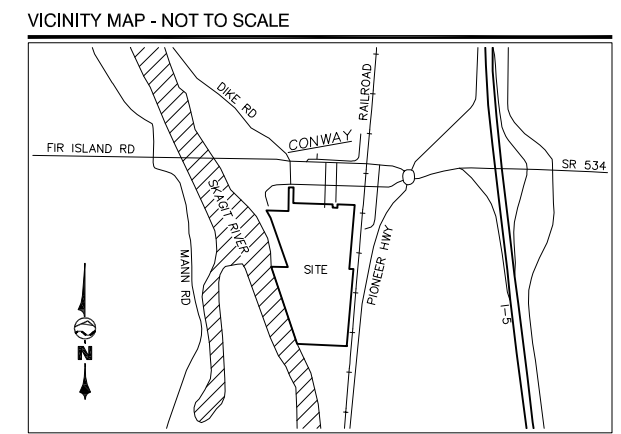 VICINITY MAP - NOT TO SCALE
DIKE RD
RAILROAD
CONWAY
FIR ISLAND RD
SR 534
SKAGIT RIVER
MANN RD
SITE
PIONEER HWY
I-5
N